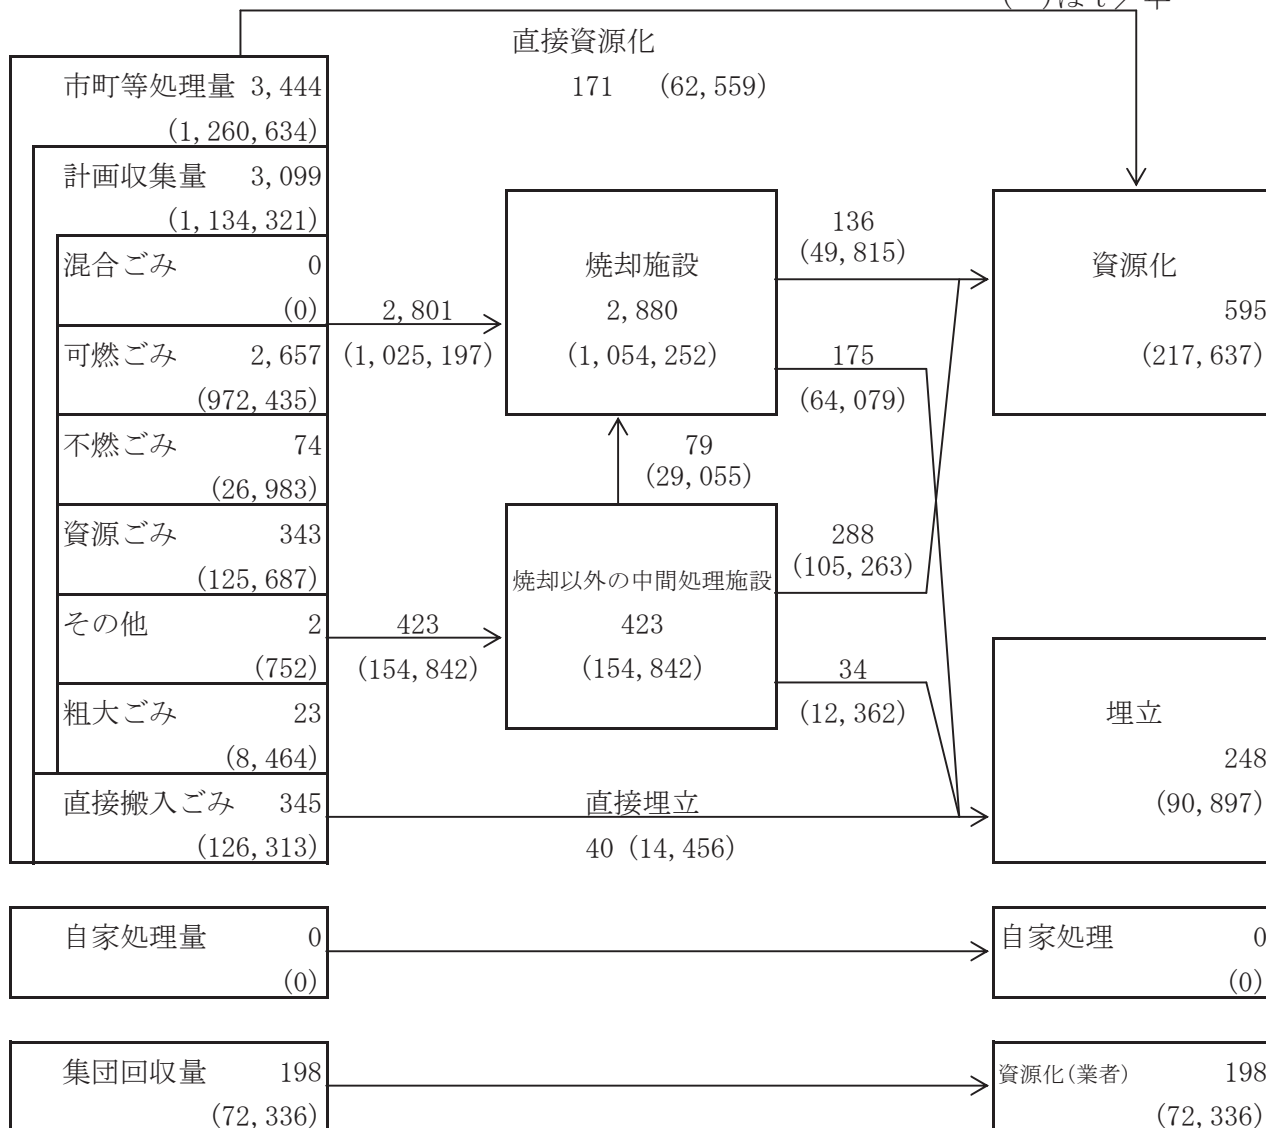 直接資源化
171 (62,559)
市町等処理量 3,444
(1,260,634)
計画収集量 3,099
(1,134,321)
混合ごみ 0
(0)
可燃ごみ 2,657
(972,435)
不燃ごみ 74
(26,983)
資源ごみ 343
(125,687)
その他 2
(752)
粗大ごみ 23
(8,464)
直接搬入ごみ 345
(126,313)
2,801
(1,025,197)
423
(154,842)
焼却施設
2,880
(1,054,252)
79
(29,055)
焼却以外の中間処理施設
423
(154,842)
136
(49,815)
175
(64,079)
288
(105,263)
34
(12,362)
直接埋立
40 (14,456)
資源化
595
(217,637)
埋立
248
(90,897)
自家処理量 0
(0)
自家処理 0
(0)
集団回収量 198
(72,336)
資源化(業者) 198
(72,336)